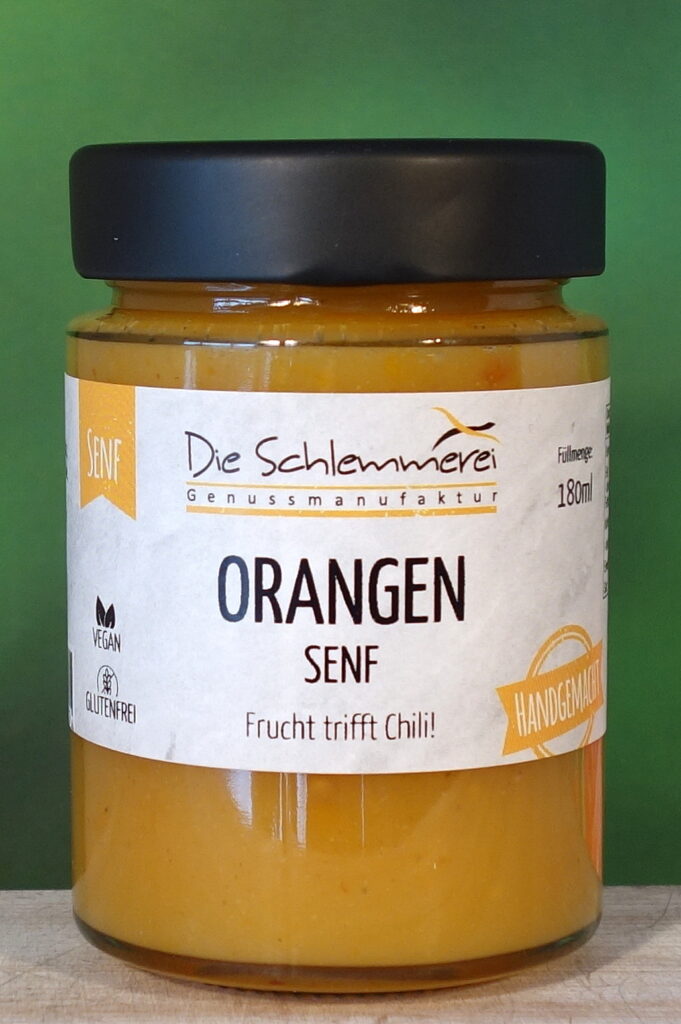 SENF
Die Schlemmerei
Genussmanufaktur
Füllmenge:
180ml
ORANGEN
SENF
VEGAN
GLUTENFREI
Frucht trifft Chili!
HANDGEMACHT